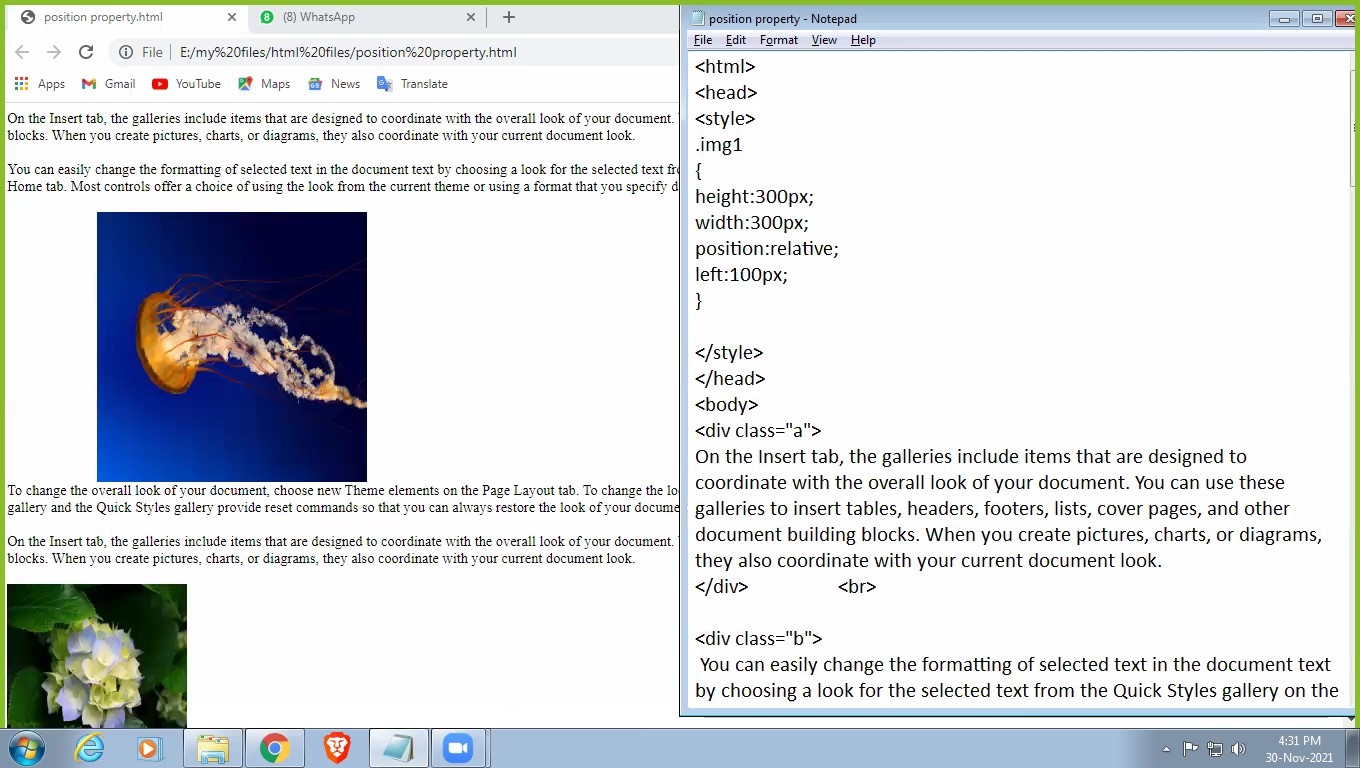 position property.html
(8) WhatsApp
File
E:/my%20files/html%20files/position%20property.html
Apps
Gmail
YouTube
Maps
News
Translate
On the Insert tab, the galleries include items that are designed to coordinate with the overall look of your document.
blocks. When you create pictures, charts, or diagrams, they also coordinate with your current document look.
You can easily change the formatting of selected text in the document text by choosing a look for the selected text
Home tab. Most controls offer a choice of using the look from the current theme or using a format that you specify
To change the overall look of your document, choose new Theme elements on the Page Layout tab. To change the
gallery and the Quick Styles gallery provide reset commands so that you can always restore the look of your
On the Insert tab, the galleries include items that are designed to coordinate with the overall look of your document.
blocks. When you create pictures, charts, or diagrams, they also coordinate with your current document look.
position property - Notepad
File Edit Format View Help
<html>
<head>
<style>
.img1
{
height:300px;
width:300px;
position:relative;
left:100px;
}
</style>
</head>
<body>
<div class="a">
On the Insert tab, the galleries include items that are designed to
coordinate with the overall look of your document. You can use these
galleries to insert tables, headers, footers, lists, cover pages, and other
document building blocks. When you create pictures, charts, or diagrams,
they also coordinate with your current document look.
</div> <br>
<div class="b">
You can easily change the formatting of selected text in the document text
by choosing a look for the selected text from the Quick Styles gallery on the
4:31 PM
30-Nov-2021